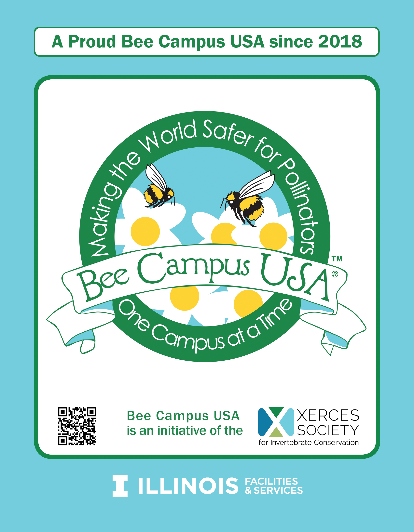 A Proud Bee Campus USA since 2018
Making the World Safer for Pollinators
Bee Campus USA ™ ®
One Campus at a Time
Bee Campus USA
is an initiative of the
XERCES
SOCIETY
for Invertebrate Conservation
I ILLINOIS FACILITIES
& SERVICES